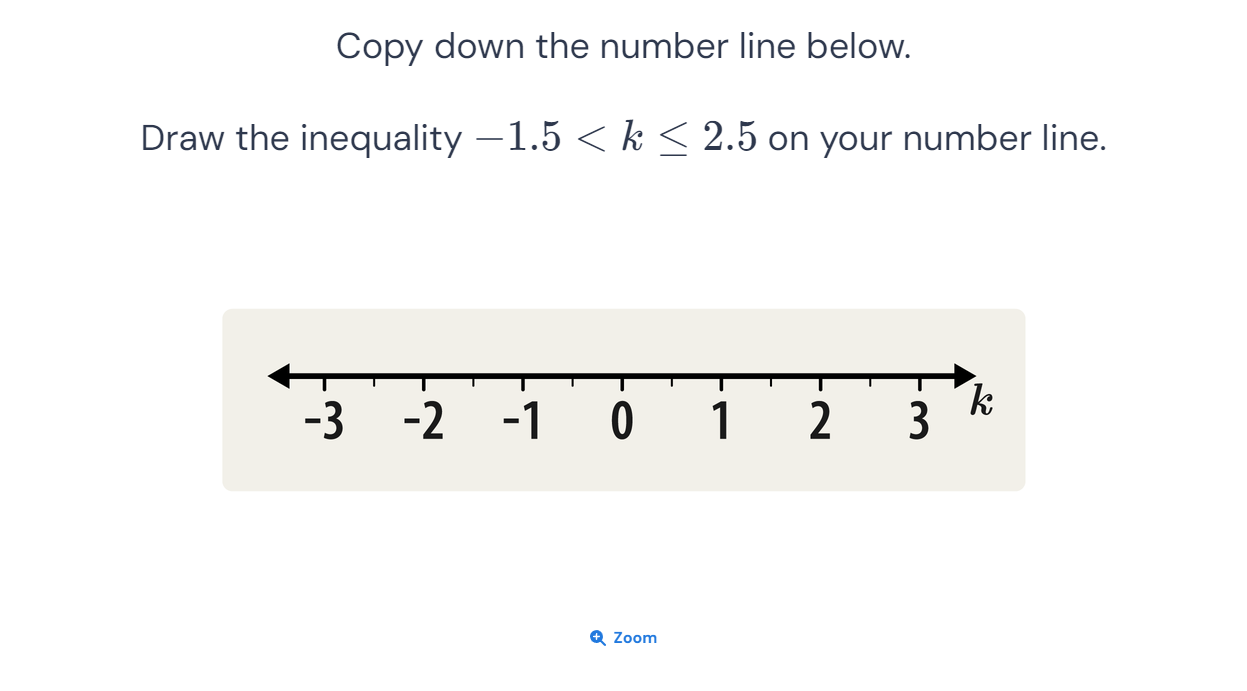 Copy down the number line below.
Draw the inequality −1.5 < k ≤ 2.5 on your number line.
-3 -2 -1 0 1 2 3 k
Zoom